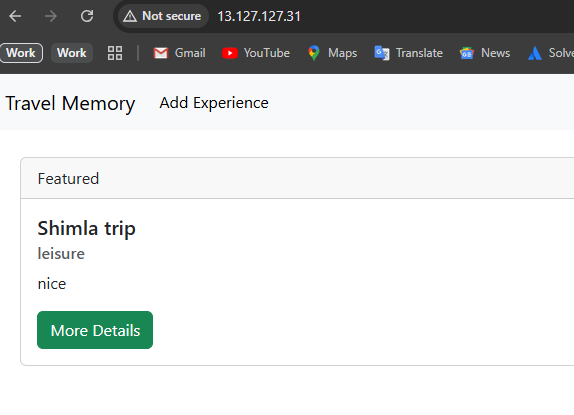 Not secure 13.127.127.31
Work Work Gmail YouTube Maps Translate News Solve
Travel Memory Add Experience
Featured
Shimla trip
leisure
nice
More Details